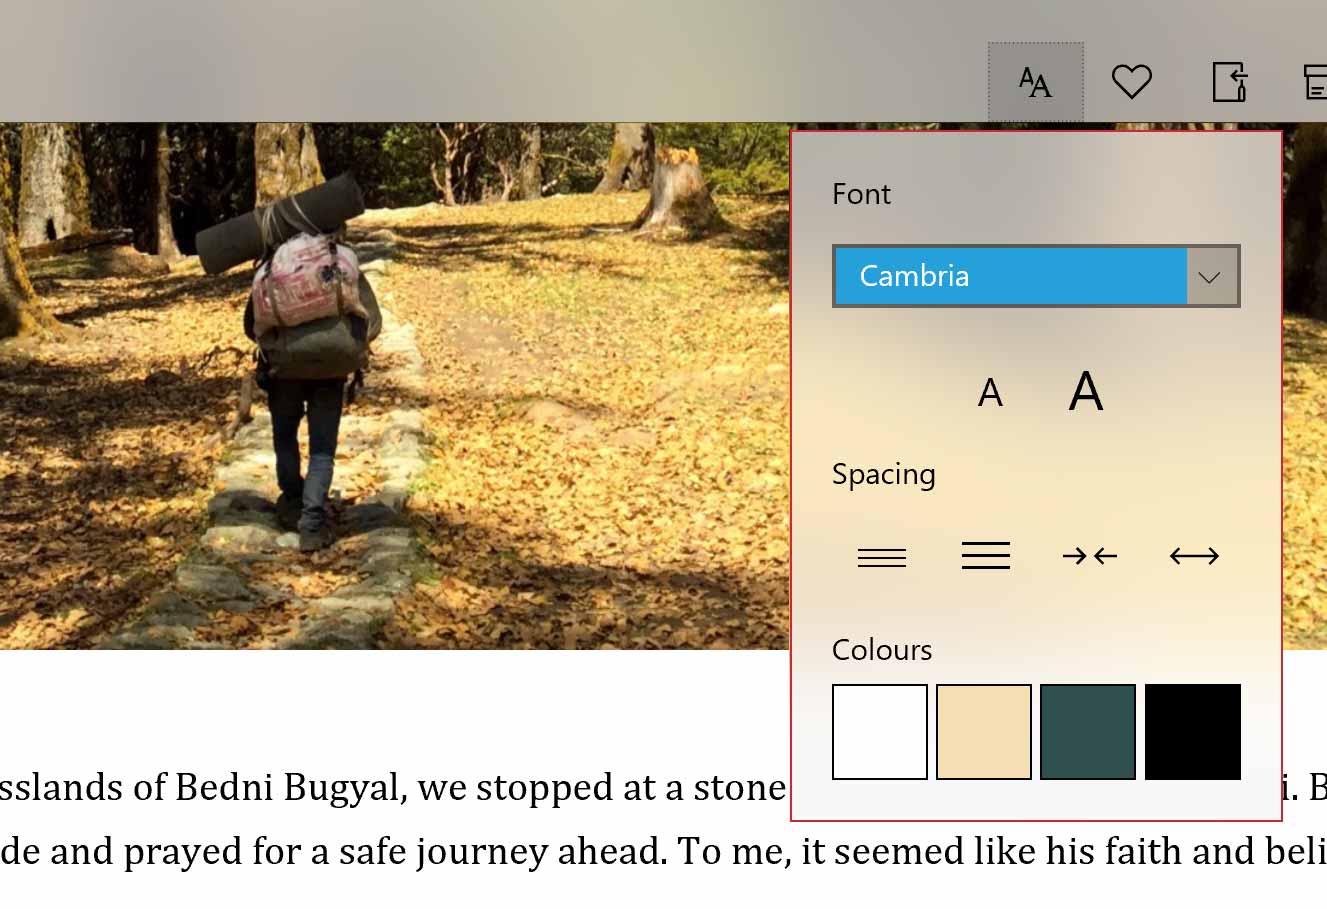 AA
Font
Cambria
A A
Spacing
Colours
sslands of Bedni Bugyal, we stopped at a stone i. B
de and prayed for a safe journey ahead. To me, it seemed like his faith and beli